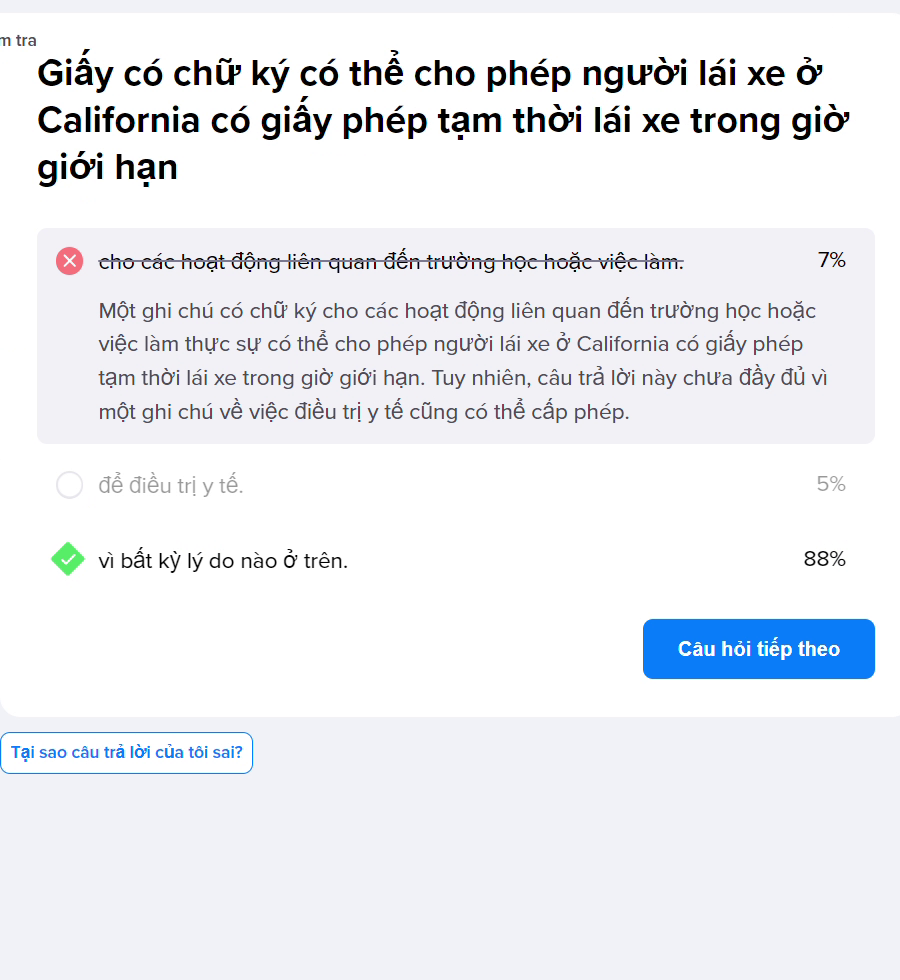 m tra
Giấy có chữ ký có thể cho phép người lái xe ở
California có giấy phép tạm thời lái xe trong giờ
giới hạn
cho các hoạt động liên quan đến trường học hoặc việc làm.
7%
Một ghi chú có chữ ký cho các hoạt động liên quan đến trường học hoặc
việc làm thực sự có thể cho phép người lái xe ở California có giấy phép
tạm thời lái xe trong giờ giới hạn. Tuy nhiên, câu trả lời này chưa đầy đủ vì
một ghi chú về việc điều trị y tế cũng có thể cấp phép.
để điều trị y tế.
5%
vì bất kỳ lý do nào ở trên.
88%
Câu hỏi tiếp theo
Tại sao câu trả lời của tôi sai?